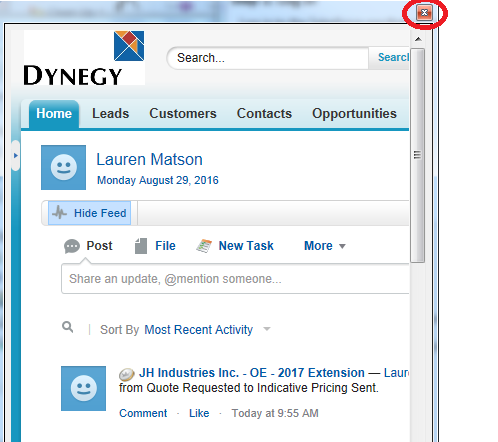 DYNEGY
Search...
Search
Home Leads Customers Contacts Opportunities
Lauren Matson
Monday August 29, 2016
Hide Feed
Post File New Task More
Share an update, @mention someone...
Sort By Most Recent Activity
JH Industries Inc. - OE - 2017 Extension — Laur
from Quote Requested to Indicative Pricing Sent.
Comment · Like · Today at 9:55 AM